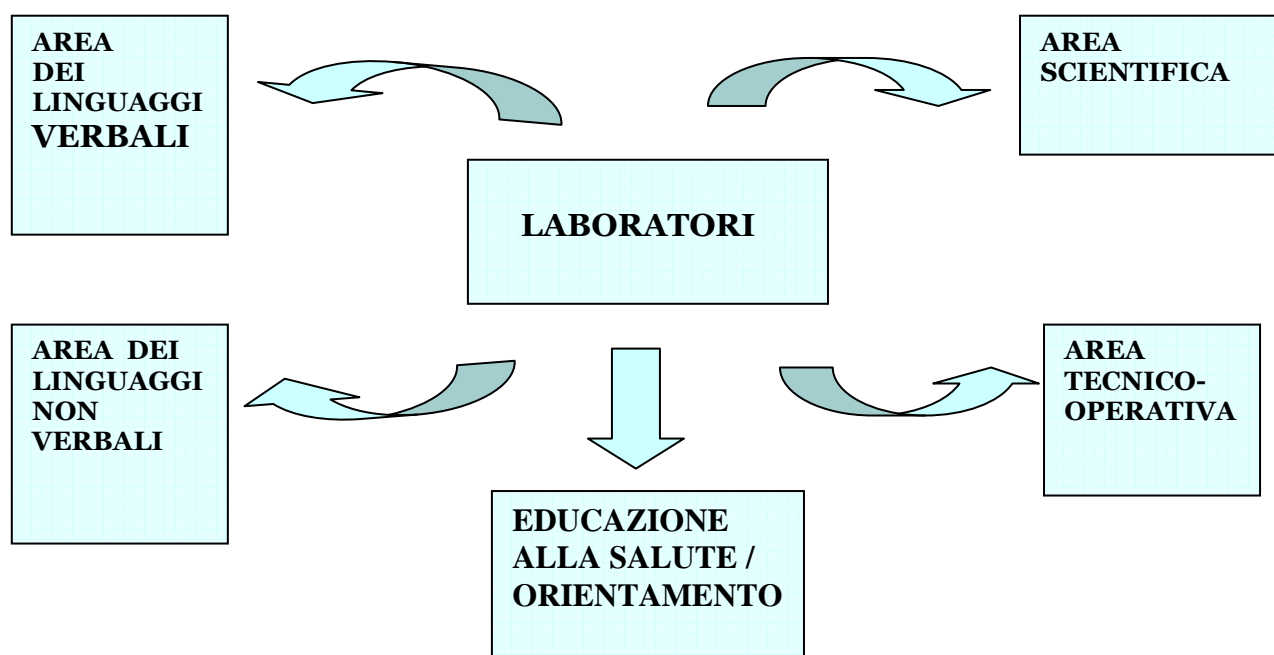 AREA
DEI
LINGUAGGI
VERBALI
AREA
SCIENTIFICA
LABORATORI
AREA DEI
LINGUAGGI
NON
VERBALI
AREA
TECNICO-
OPERATIVA
EDUCAZIONE
ALLA SALUTE /
ORIENTAMENTO